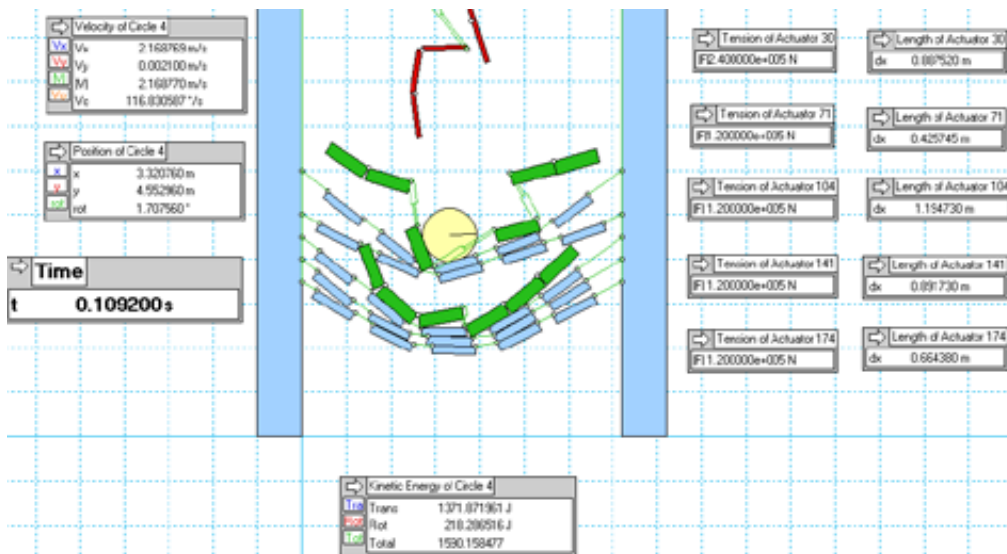 Velocity of Circle 4
Vx 2.168769 m/s
Vy 0.002100 m/s
|V| 2.168770 m/s
116.830587 °/s
Position of Circle 4
x x 3.320760 m
y y 4.552960 m
rot rot 1.707560 °
Time
t 0.109200 s
Tension of Actuator 30
|F| 2.400000e+005 N
Length of Actuator 30
dx 0.887520 m
Tension of Actuator 71
|F| 1.200000e+005 N
Length of Actuator 71
dx 0.425745 m
Tension of Actuator 104
|F| 1.200000e+005 N
Length of Actuator 104
dx 1.194730 m
Tension of Actuator 141
|F| 1.200000e+005 N
Length of Actuator 141
dx 0.891730 m
Tension of Actuator 174
|F| 1.200000e+005 N
Length of Actuator 174
dx 0.664380 m
Kinetic Energy of Circle 4
Tra Trans 1371.871961 J
Rot 218.286516 J
Tot Total 1590.158477